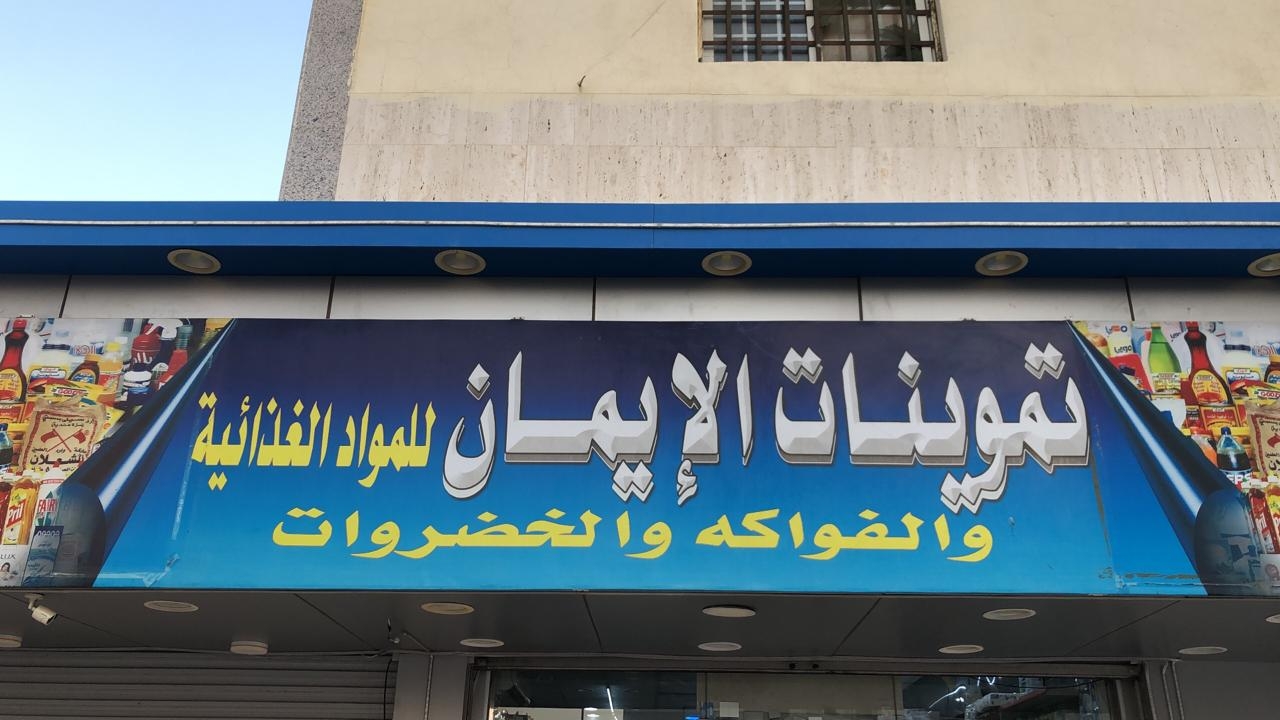 تموينات الإيمان للمواد الغذائية
والفواكه والخضروات